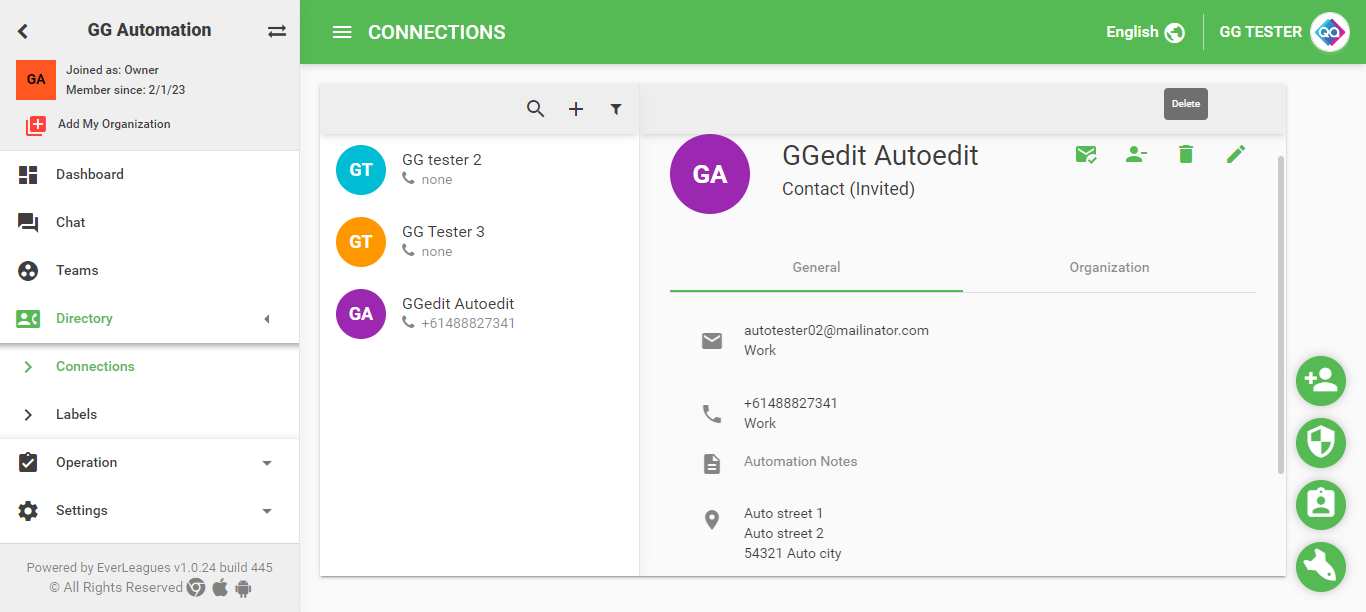 GG Automation
GA
Joined as: Owner
Member since: 2/1/23
Add My Organization
Dashboard
Chat
Teams
Directory
Connections
Labels
Operation
Settings
Powered by EverLeagues v1.0.24 build 445
© All Rights Reserved
CONNECTIONS
English
GG TESTER
QA
Delete
GT
GG tester 2
none
GT
GG Tester 3
none
GA
GGedit Autoedit
+61488827341
GA
GGedit Autoedit
Contact (Invited)
General
Organization
autotester02@mailinator.com
Work
+61488827341
Work
Automation Notes
Auto street 1
Auto street 2
54321 Auto city